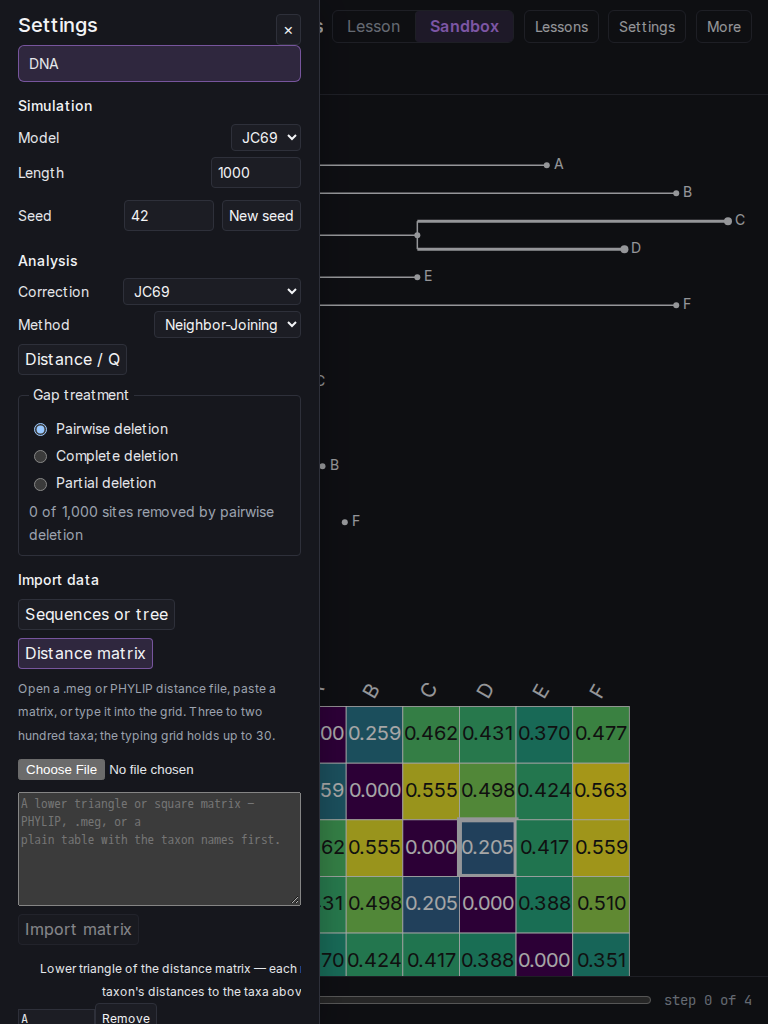 Settings
×
DNA
Simulation
Model
JC69
Length
1000
Seed
42
New seed
Analysis
Correction
JC69
Method
Neighbor-Joining
Distance / Q
Gap treatment
Pairwise deletion
Complete deletion
Partial deletion
0 of 1,000 sites removed by pairwise
deletion
Import data
Sequences or tree
Distance matrix
Open a .meg or PHYLIP distance file, paste a
matrix, or type it into the grid. Three to two
hundred taxa; the typing grid holds up to 30.
Choose File No file chosen
A lower triangle or square matrix —
PHYLIP, .meg, or a
plain table with the taxon names first.
Import matrix
Lower triangle of the distance matrix — each
taxon's distances to the taxa abov
A
Remove
Lesson
Sandbox
Lessons
Settings
More
A
B
C
D
E
F
C
B
F
B C D E F
00 0.259 0.462 0.431 0.370 0.477
59 0.000 0.555 0.498 0.424 0.563
62 0.555 0.000 0.205 0.417 0.559
31 0.498 0.205 0.000 0.388 0.510
70 0.424 0.417 0.388 0.000 0.351
step 0 of 4